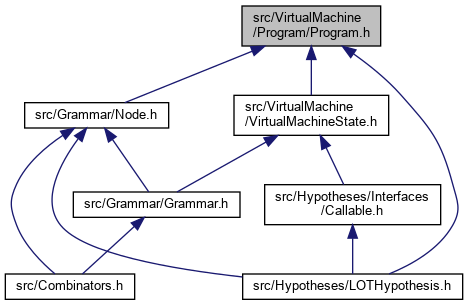 src/VirtualMachine
/Program/Program.h
src/Grammar/Node.h
src/VirtualMachine
/VirtualMachineState.h
src/Grammar/Grammar.h
src/Hypotheses/Interfaces
/Callable.h
src/Combinators.h
src/Hypotheses/LOTHypothesis.h